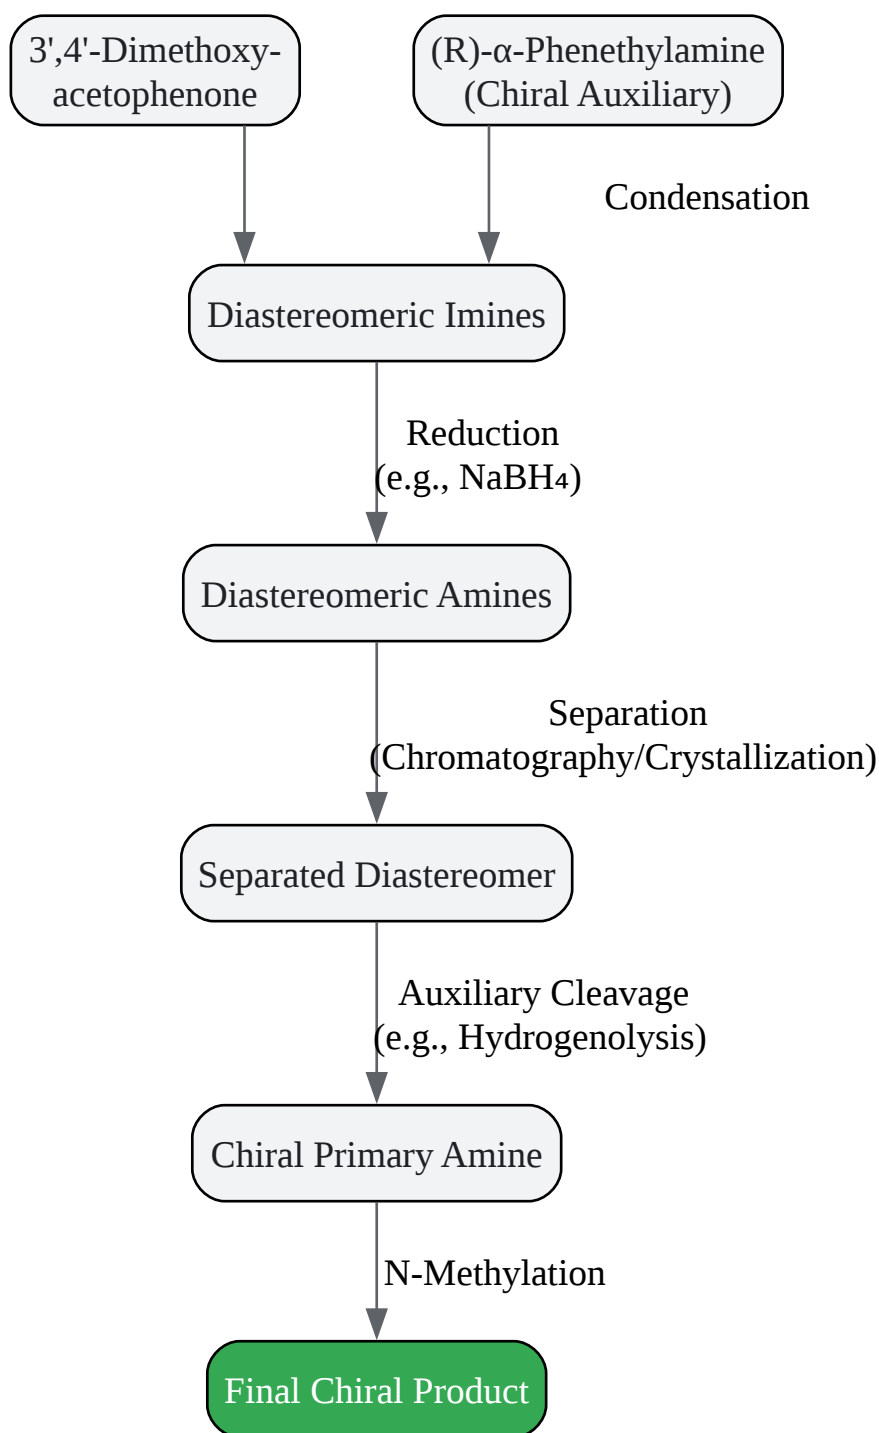 3',4'-Dimethoxy-
acetophenone
(R)-α-Phenethylamine
(Chiral Auxiliary)
Condensation
Diastereomeric Imines
Reduction
(e.g., NaBH₄)
Diastereomeric Amines
Separation
(Chromatography/Crystallization)
Separated Diastereomer
Auxiliary Cleavage
(e.g., Hydrogenolysis)
Chiral Primary Amine
N-Methylation
Final Chiral Product